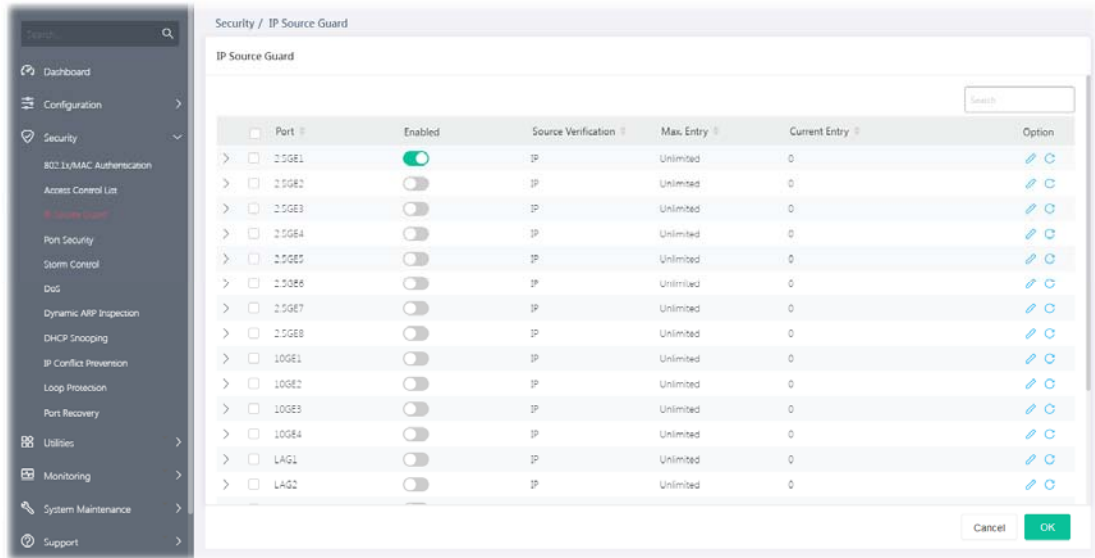 Security / IP Source Guard
Search...
IP Source Guard
Dashboard
Configuration
Security
802.1x/MAC Authentication
Access Control List
IP Source Guard
Port Security
Storm Control
DoS
Dynamic ARP Inspection
DHCP Snooping
IP Conflict Prevention
Loop Protection
Port Recovery
Utilities
Monitoring
System Maintenance
Support
Search
Port Enabled Source Verification Max. Entry Current Entry Option
2.5GE1 IP Unlimited 0
2.5GE2 IP Unlimited 0
2.5GE3 IP Unlimited 0
2.5GE4 IP Unlimited 0
2.5GE5 IP Unlimited 0
2.5GE6 IP Unlimited 0
2.5GE7 IP Unlimited 0
2.5GE8 IP Unlimited 0
10GE1 IP Unlimited 0
10GE2 IP Unlimited 0
10GE3 IP Unlimited 0
10GE4 IP Unlimited 0
LAG1 IP Unlimited 0
LAG2 IP Unlimited 0
Cancel OK